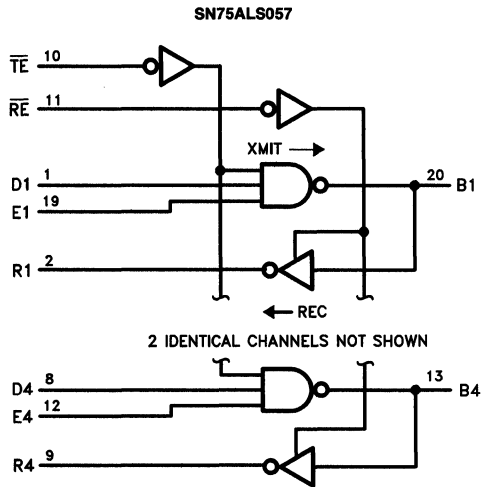 SN75ALS057
TE 10
RE 11
XMIT
D1 1
20 B1
E1 19
R1 2
REC
2 IDENTICAL CHANNELS NOT SHOWN
D4 8
13 B4
E4 12
R4 9